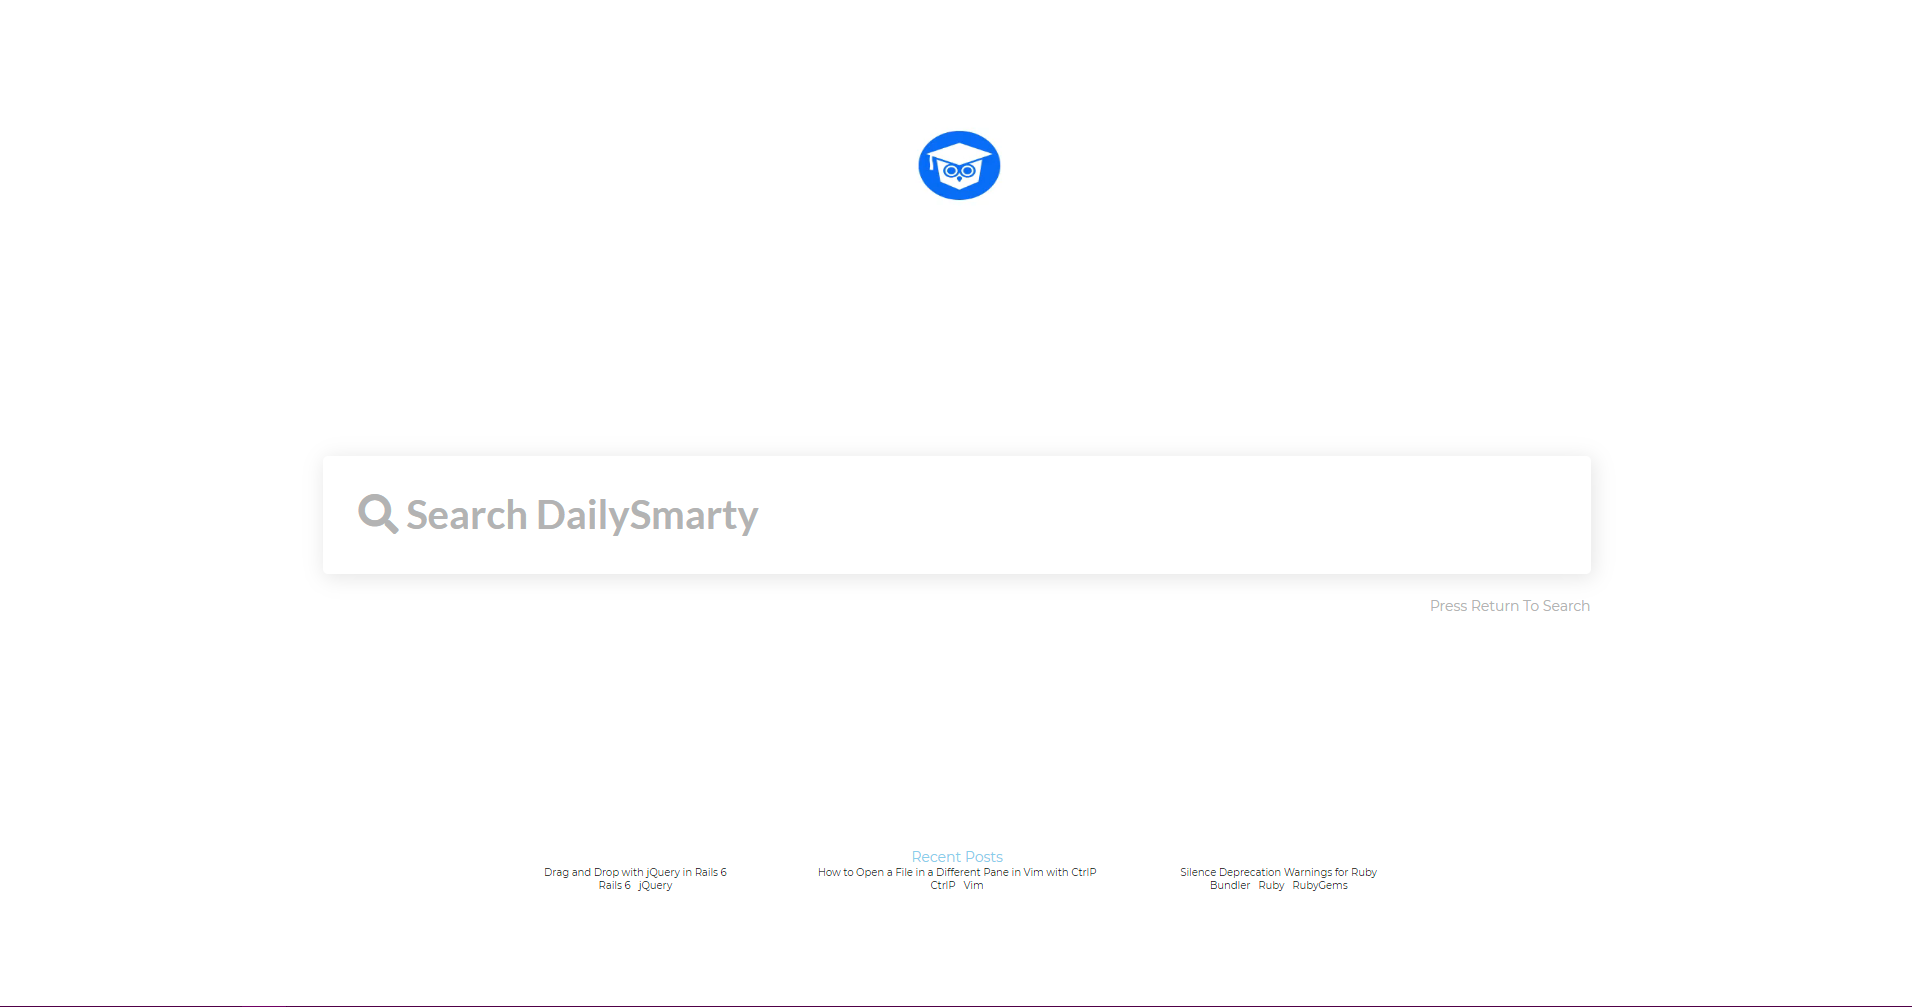 Search DailySmarty
Press Return To Search
Recent Posts
Drag and Drop with jQuery in Rails 6
Rails 6 jQuery
How to Open a File in a Different Pane in Vim with CtrlP
CtrlP Vim
Silence Deprecation Warnings for Ruby
Bundler Ruby RubyGems